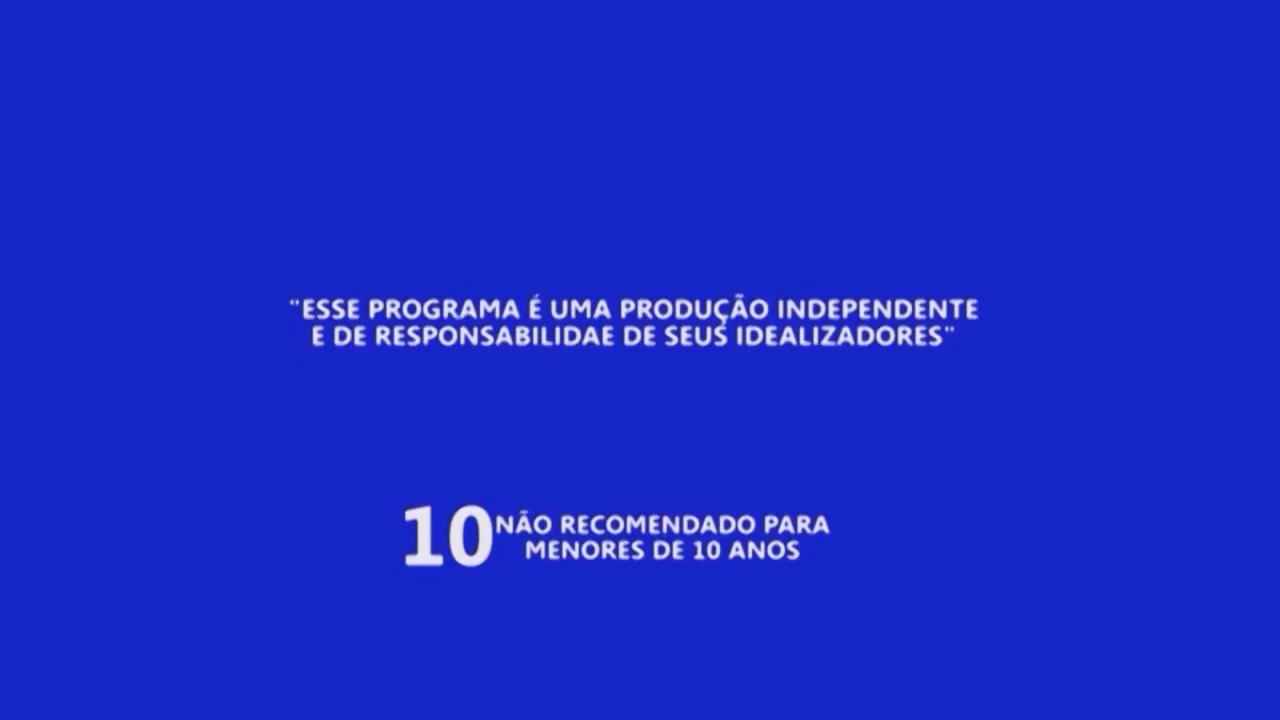 "ESSE PROGRAMA É UMA PRODUÇÃO INDEPENDENTE
E DE RESPONSABILIDAE DE SEUS IDEALIZADORES"
10 NÃO RECOMENDADO PARA
MENORES DE 10 ANOS